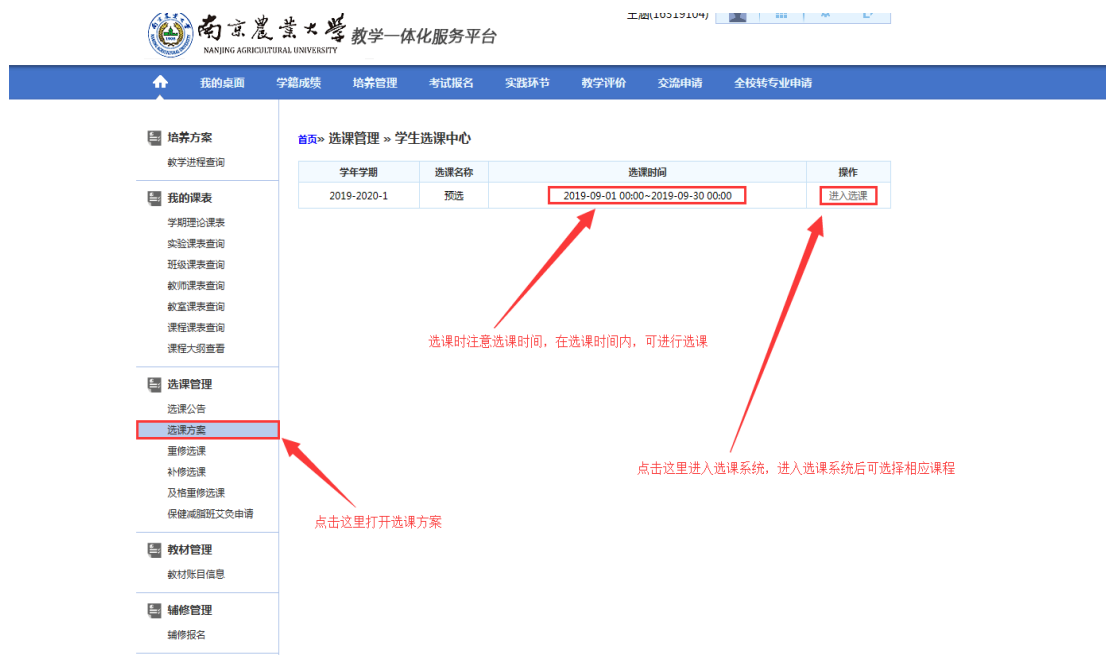 南京農業大學
NANJING AGRICULTURAL UNIVERSITY
教学一体化服务平台
我的桌面 学籍成绩 培养管理 考试报名 实践环节 教学评价 交流申请 全校转专业申请
培养方案
教学进程查询
我的课表
学期理论课表
实验课表查询
班级课表查询
教师课表查询
教室课表查询
课程课表查询
课程大纲查看
选课管理
选课公告
选课方案
重修选课
补修选课
及格重修选课
保健减脂班艾灸申请
教材管理
教材账目信息
辅修管理
辅修报名
首页» 选课管理 » 学生选课中心
学年学期 选课名称 选课时间 操作
2019-2020-1 预选 2019-09-01 00:00~2019-09-30 00:00 进入选课
选课时注意选课时间，在选课时间内，可进行选课
点击这里进入选课系统，进入选课系统后可选择相应课程
点击这里打开选课方案